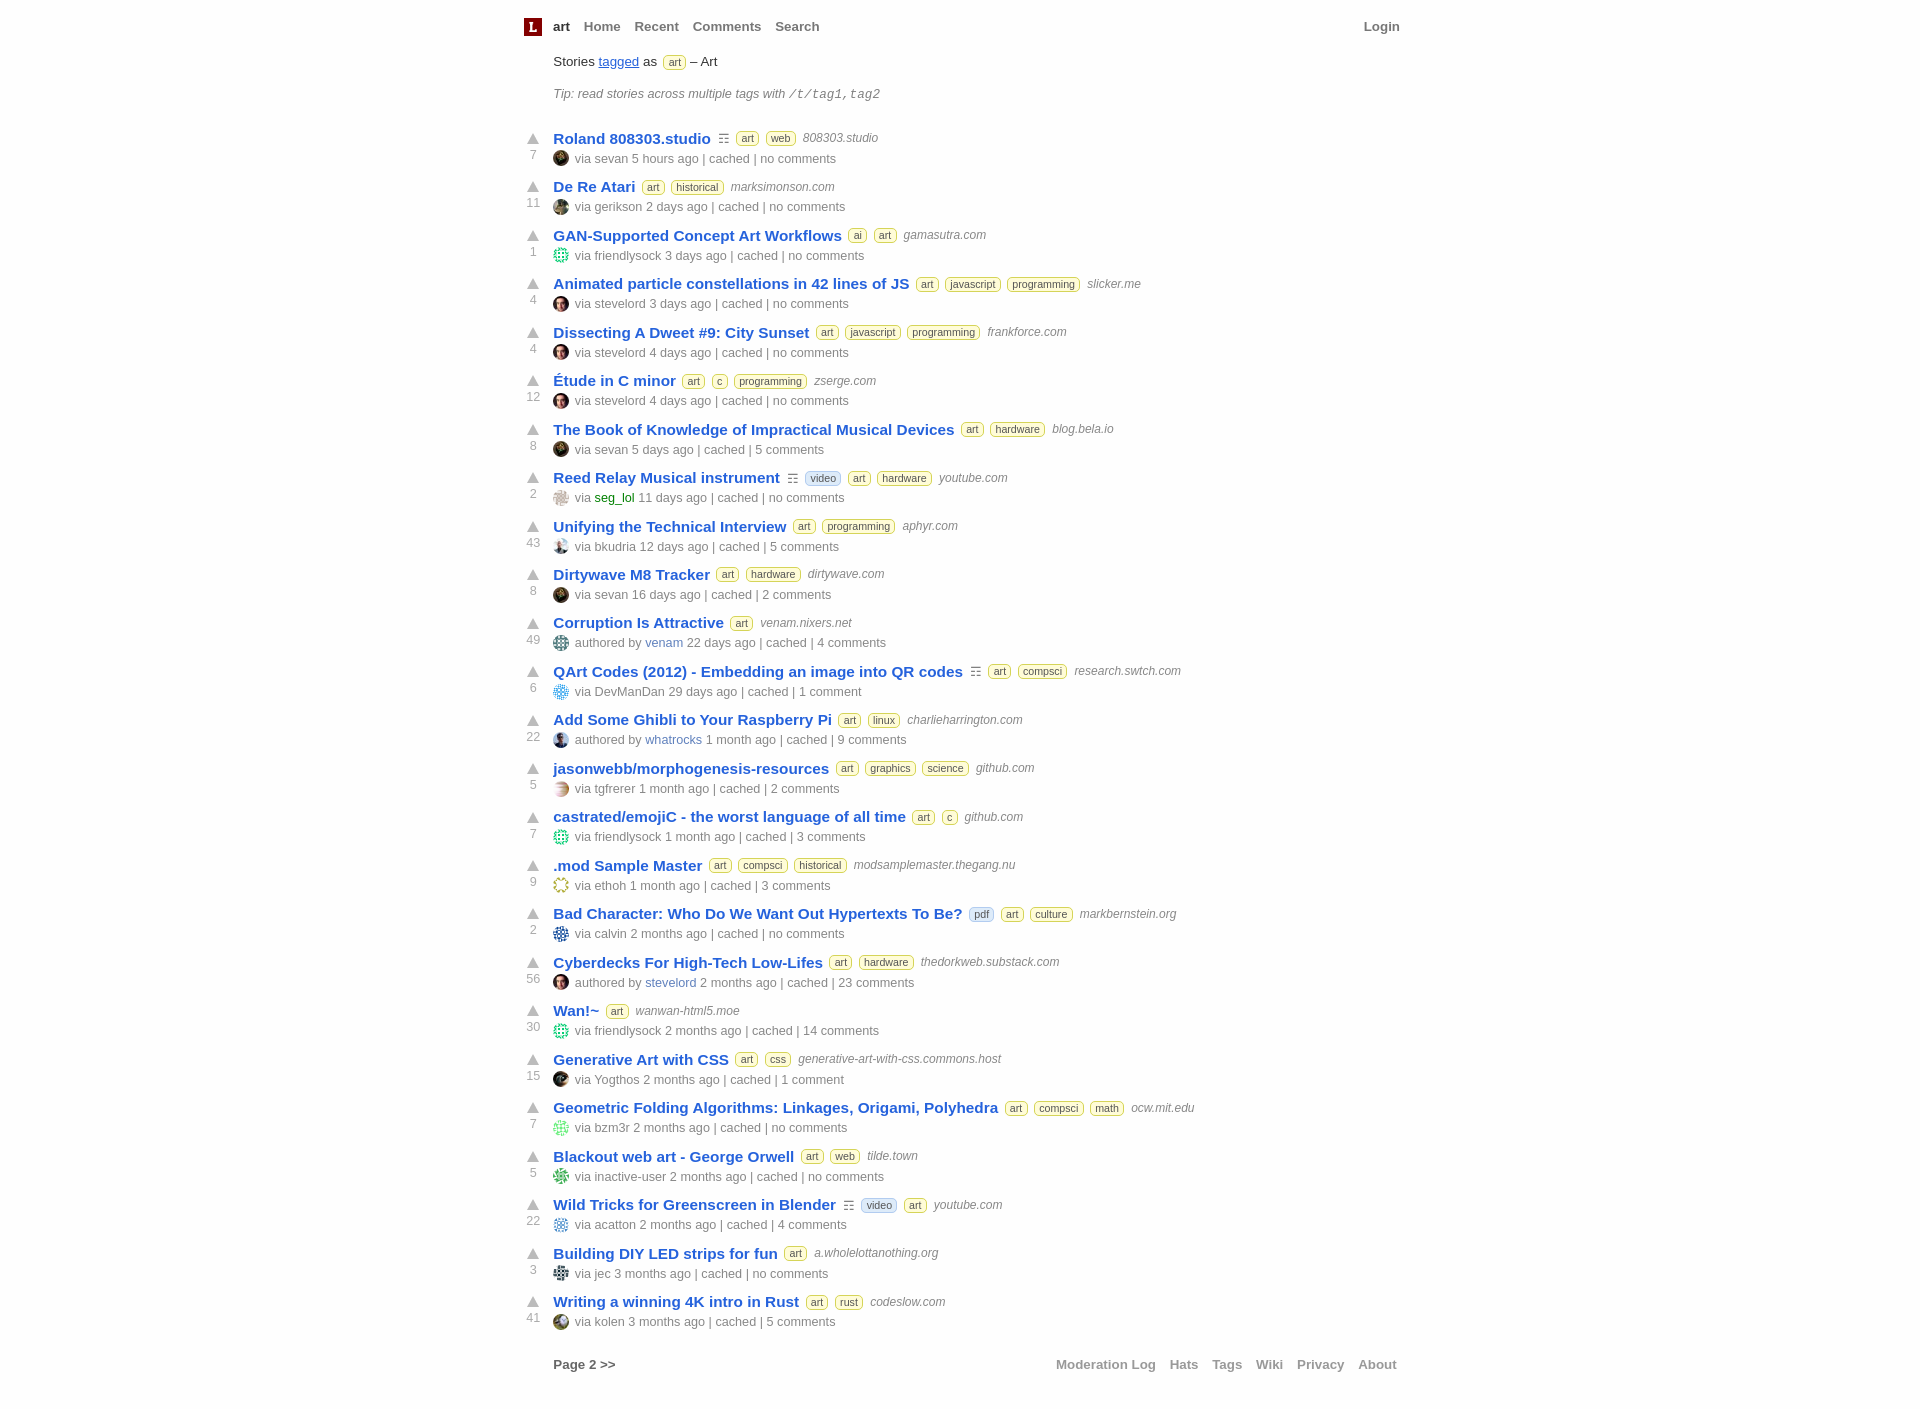 L art Home Recent Comments Search Login
Stories tagged as art – Art
Tip: read stories across multiple tags with /t/tag1,tag2
Roland 808303.studio ☶ art web 808303.studio
7 via sevan 5 hours ago | cached | no comments
De Re Atari art historical marksimonson.com
11 via gerikson 2 days ago | cached | no comments
GAN-Supported Concept Art Workflows ai art gamasutra.com
1 via friendlysock 3 days ago | cached | no comments
Animated particle constellations in 42 lines of JS art javascript programming slicker.me
4 via stevelord 3 days ago | cached | no comments
Dissecting A Dweet #9: City Sunset art javascript programming frankforce.com
4 via stevelord 4 days ago | cached | no comments
Étude in C minor art c programming zserge.com
12 via stevelord 4 days ago | cached | no comments
The Book of Knowledge of Impractical Musical Devices art hardware blog.bela.io
8 via sevan 5 days ago | cached | 5 comments
Reed Relay Musical instrument ☶ video art hardware youtube.com
2 via seg_lol 11 days ago | cached | no comments
Unifying the Technical Interview art programming aphyr.com
43 via bkudria 12 days ago | cached | 5 comments
Dirtywave M8 Tracker art hardware dirtywave.com
8 via sevan 16 days ago | cached | 2 comments
Corruption Is Attractive art venam.nixers.net
49 authored by venam 22 days ago | cached | 4 comments
QArt Codes (2012) - Embedding an image into QR codes ☶ art compsci research.swtch.com
6 via DevManDan 29 days ago | cached | 1 comment
Add Some Ghibli to Your Raspberry Pi art linux charlieharrington.com
22 authored by whatrocks 1 month ago | cached | 9 comments
jasonwebb/morphogenesis-resources art graphics science github.com
5 via tgfrerer 1 month ago | cached | 2 comments
castrated/emojiC - the worst language of all time art c github.com
7 via friendlysock 1 month ago | cached | 3 comments
.mod Sample Master art compsci historical modsamplemaster.thegang.nu
9 via ethoh 1 month ago | cached | 3 comments
Bad Character: Who Do We Want Out Hypertexts To Be? pdf art culture markbernstein.org
2 via calvin 2 months ago | cached | no comments
Cyberdecks For High-Tech Low-Lifes art hardware thedorkweb.substack.com
56 authored by stevelord 2 months ago | cached | 23 comments
Wan!~ art wanwan-html5.moe
30 via friendlysock 2 months ago | cached | 14 comments
Generative Art with CSS art css generative-art-with-css.commons.host
15 via Yogthos 2 months ago | cached | 1 comment
Geometric Folding Algorithms: Linkages, Origami, Polyhedra art compsci math ocw.mit.edu
7 via bzm3r 2 months ago | cached | no comments
Blackout web art - George Orwell art web tilde.town
5 via inactive-user 2 months ago | cached | no comments
Wild Tricks for Greenscreen in Blender ☶ video art youtube.com
22 via acatton 2 months ago | cached | 4 comments
Building DIY LED strips for fun art a.wholelottanothing.org
3 via jec 3 months ago | cached | no comments
Writing a winning 4K intro in Rust art rust codeslow.com
41 via kolen 3 months ago | cached | 5 comments
Page 2 >> Moderation Log Hats Tags Wiki Privacy About